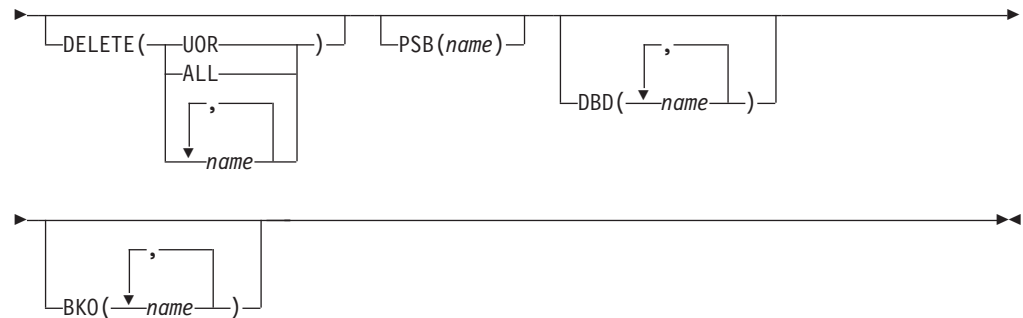 DELETE( UOR ) PSB(name)
ALL
,
name
,
DBD( name )
,
BKO( name )